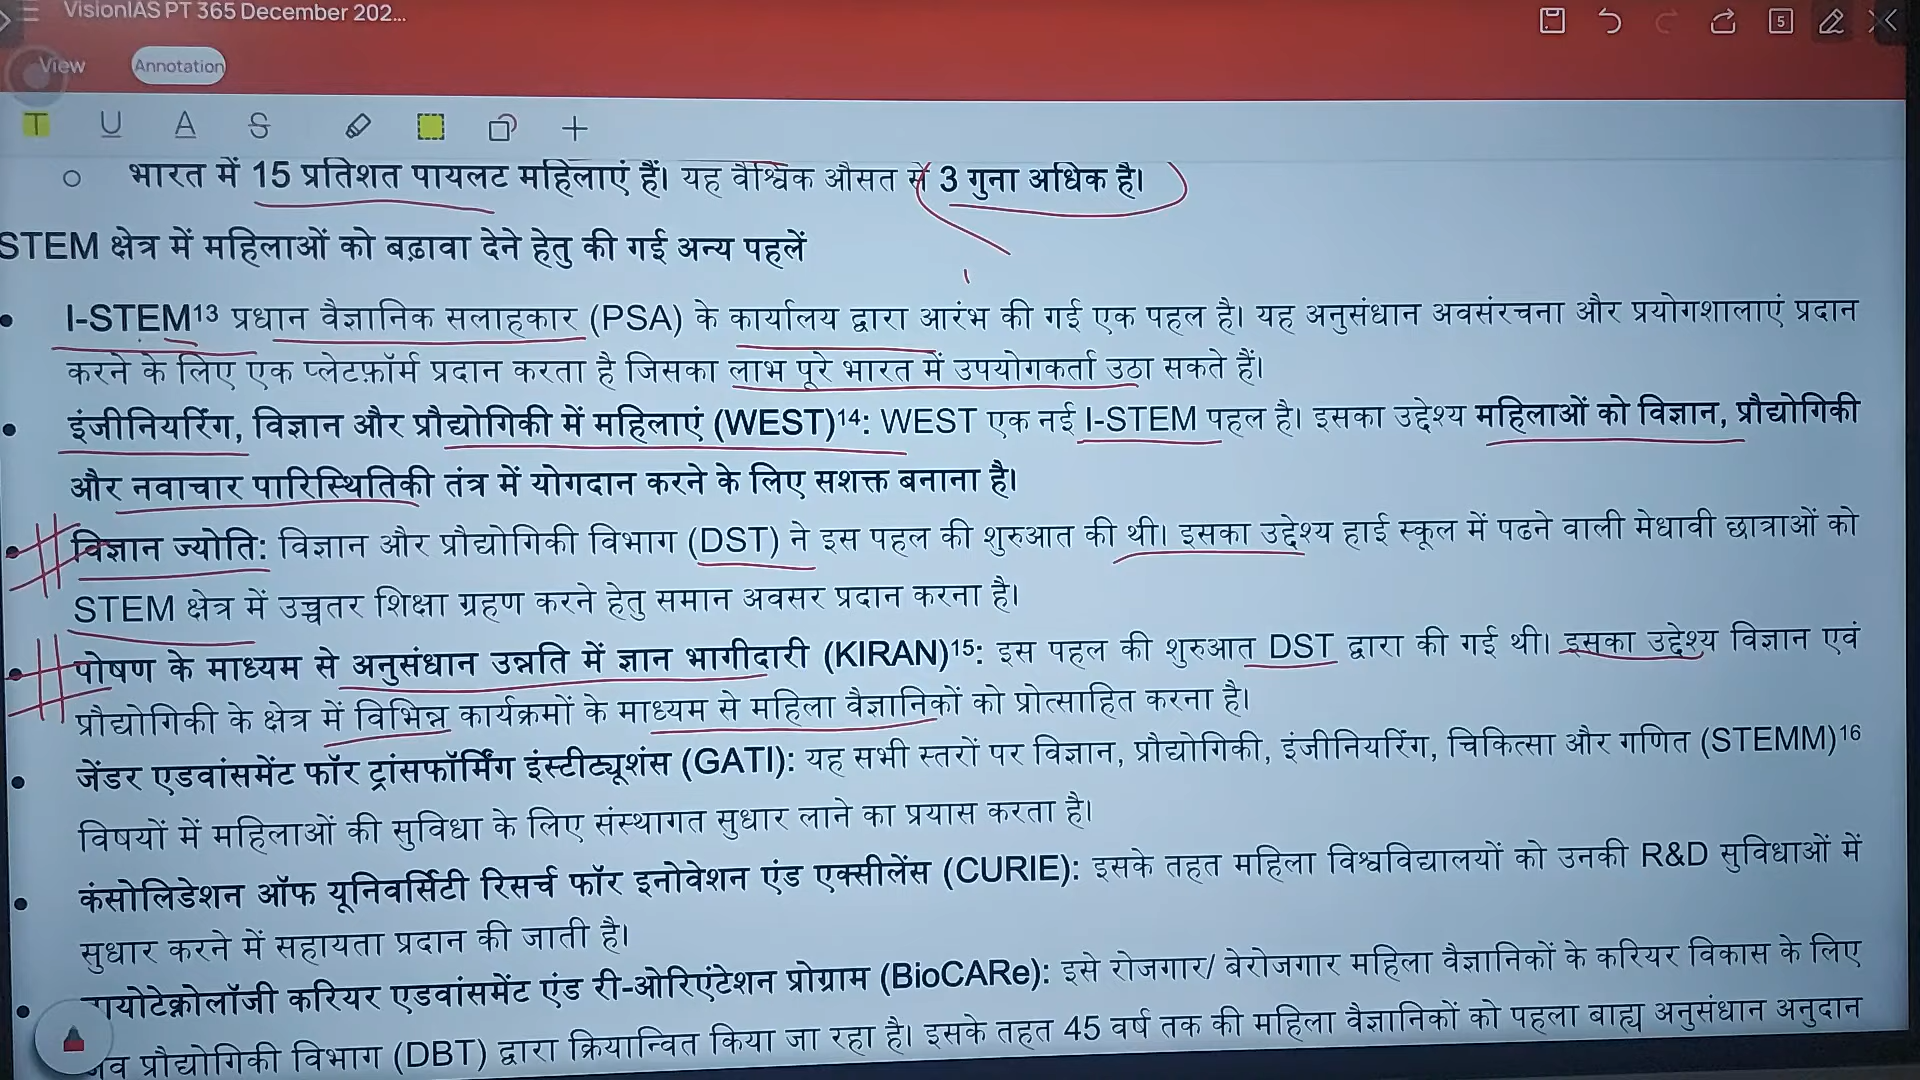 VisionIAS PT 365 December 202...
5
View
Annotation
T U A S
भारत में 15 प्रतिशत पायलट महिलाएं हैं। यह वैश्विक औसत से 3 गुना अधिक है।
STEM क्षेत्र में महिलाओं को बढ़ावा देने हेतु की गई अन्य पहलें
I-STEM13 प्रधान वैज्ञानिक सलाहकार (PSA) के कार्यालय द्वारा आरंभ की गई एक पहल है। यह अनुसंधान अवसंरचना और प्रयोगशालाएं प्रदान
करने के लिए एक प्लेटफ़ॉर्म प्रदान करता है जिसका लाभ पूरे भारत में उपयोगकर्ता उठा सकते हैं।
इंजीनियरिंग, विज्ञान और प्रौद्योगिकी में महिलाएं (WEST)14: WEST एक नई I-STEM पहल है। इसका उद्देश्य महिलाओं को विज्ञान, प्रौद्योगिकी
और नवाचार पारिस्थितिकी तंत्र में योगदान करने के लिए सशक्त बनाना है।
विज्ञान ज्योति: विज्ञान और प्रौद्योगिकी विभाग (DST) ने इस पहल की शुरुआत की थी। इसका उद्देश्य हाई स्कूल में पढने वाली मेधावी छात्राओं को
STEM क्षेत्र में उच्चतर शिक्षा ग्रहण करने हेतु समान अवसर प्रदान करना है।
पोषण के माध्यम से अनुसंधान उन्नति में ज्ञान भागीदारी (KIRAN)15: इस पहल की शुरुआत DST द्वारा की गई थी। इसका उद्देश्य विज्ञान एवं
प्रौद्योगिकी के क्षेत्र में विभिन्न कार्यक्रमों के माध्यम से महिला वैज्ञानिकों को प्रोत्साहित करना है।
जेंडर एडवांसमेंट फॉर ट्रांसफॉर्मिंग इंस्टीट्यूशंस (GATI): यह सभी स्तरों पर विज्ञान, प्रौद्योगिकी, इंजीनियरिंग, चिकित्सा और गणित (STEMM)16
विषयों में महिलाओं की सुविधा के लिए संस्थागत सुधार लाने का प्रयास करता है।
कंसोलिडेशन ऑफ यूनिवर्सिटी रिसर्च फॉर इनोवेशन एंड एक्सीलेंस (CURIE): इसके तहत महिला विश्वविद्यालयों को उनकी R&D सुविधाओं में
सुधार करने में सहायता प्रदान की जाती है।
करियर एडवांसमेंट एंड री-ओरिएंटेशन प्रोग्राम (BioCARe): इसे रोजगार/ बेरोजगार महिला वैज्ञानिकों के करियर विकास के लिए
प्रौद्योगिकी विभाग (DBT) द्वारा क्रियान्वित किया जा रहा है। इसके तहत 45 वर्ष तक की महिला वैज्ञानिकों को पहला बाह्य अनुसंधान अनुदान